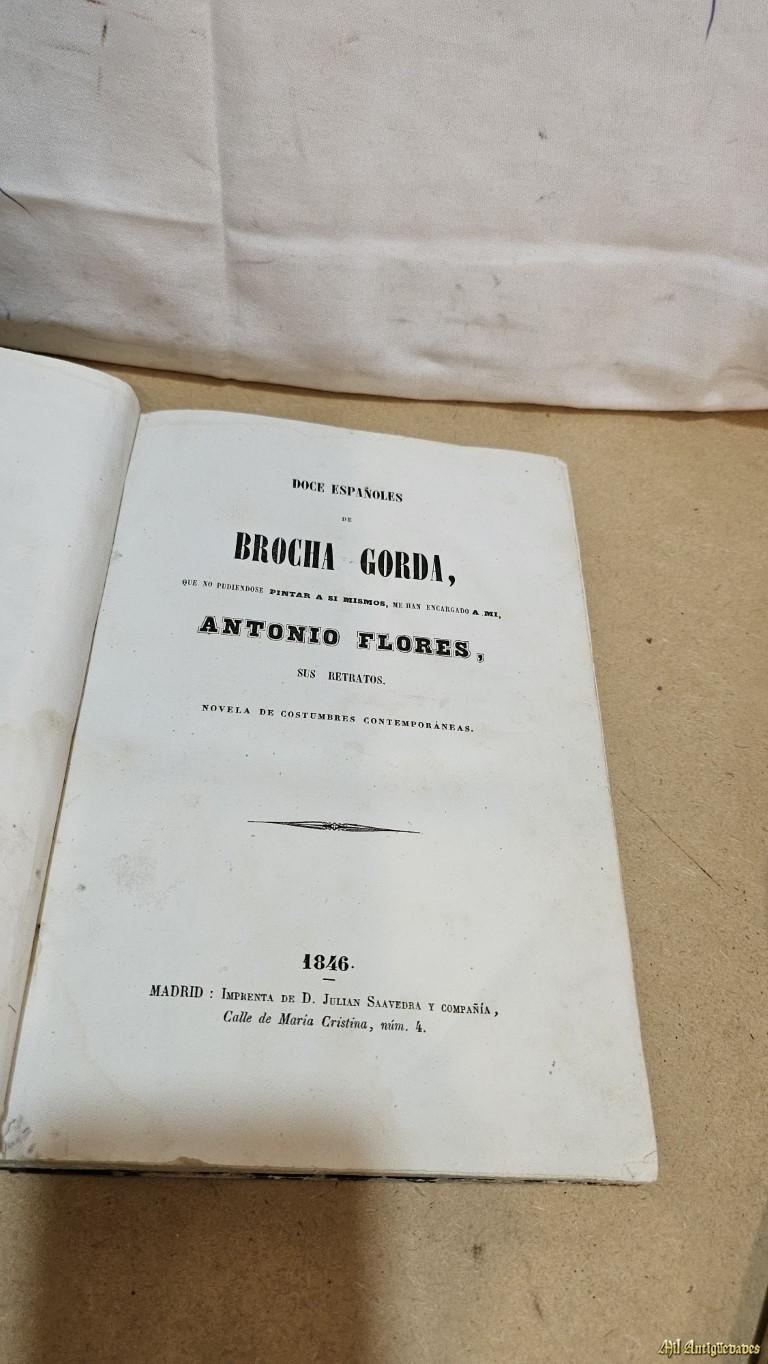 DOCE ESPAÑOLES
DE
BROCHA GORDA,
QUE NO PUDIENDOSE PINTAR A SI MISMOS, ME HAN ENCARGADO A MI,
ANTONIO FLORES,
SUS RETRATOS.
NOVELA DE COSTUMBRES CONTEMPORÁNEAS.
1846.
MADRID : IMPRENTA DE D. JULIAN SAAVEDRA Y COMPAÑÍA,
Calle de María Cristina, núm. 4.
Mil Antigüedades